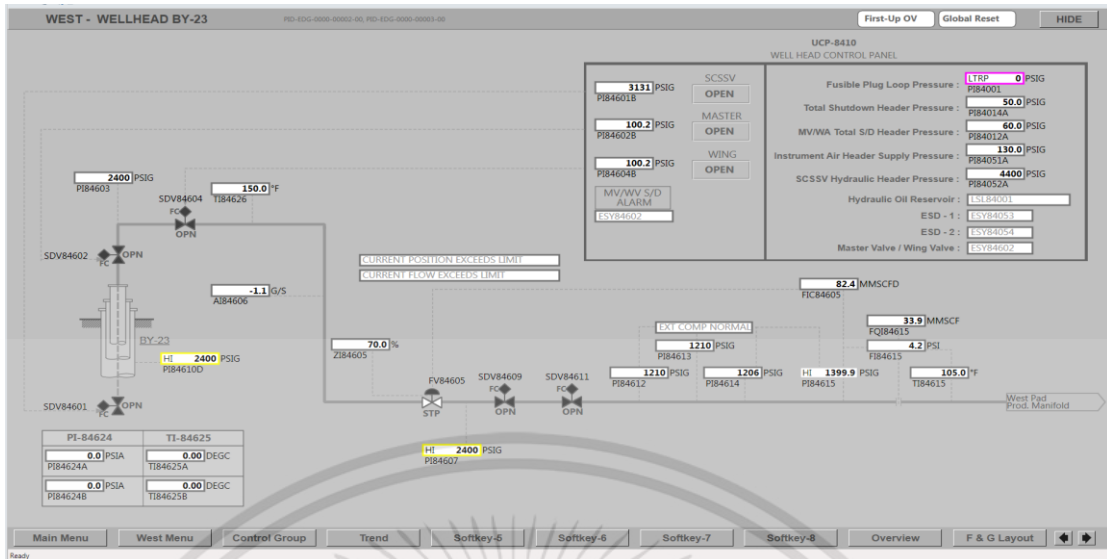 WEST - WELLHEAD BY-23
PID-EDG-0000-00002-00, PID-EDG-0000-00003-00
First-Up OV
Global Reset
HIDE
UCP-8410
WELL HEAD CONTROL PANEL
3131 PSIG
PI84601B
SCSSV
OPEN
100.2 PSIG
PI84602B
MASTER
OPEN
100.2 PSIG
PI84604B
WING
OPEN
MV/WV S/D
ALARM
ESY84602
Fusible Plug Loop Pressure : LTRP 0 PSIG
PI84001
Total Shutdown Header Pressure : 50.0 PSIG
PI84014A
MV/WA Total S/D Header Pressure : 60.0 PSIG
PI84012A
Instrument Air Header Supply Pressure : 130.0 PSIG
PI84051A
SCSSV Hydraulic Header Pressure : 4400 PSIG
PI84052A
Hydraulic Oil Reservoir : LSL84001
ESD - 1 : ESY84053
ESD - 2 : ESY84054
Master Valve / Wing Valve : ESY84602
2400 PSIG
PI84603
SDV84604
FC
OPN
150.0 °F
TI84626
SDV84602
FC
OPN
-1.1 G/S
AI84606
CURRENT POSITION EXCEEDS LIMIT
CURRENT FLOW EXCEEDS LIMIT
BY-23
HI 2400 PSIG
PI84610D
SDV84601
FC
OPN
70.0 %
ZI84605
FV84605
STP
SDV84609
FC
OPN
SDV84611
FC
OPN
HI 2400 PSIG
PI84607
82.4 MMSCFD
FIC84605
EXT COMP NORMAL
33.9 MMSCF
FQI84615
1210 PSIG
PI84613
4.2 PSI
FI84615
1210 PSIG
PI84612
1206 PSIG
PI84614
HI 1399.9 PSIG
PI84615
105.0 °F
TI84615
West Pad
Prod. Manifold
PI-84624 TI-84625
0.0 PSIA 0.00 DEGC
PI84624A TI84625A
0.0 PSIA 0.00 DEGC
PI84624B TI84625B
Main Menu West Menu Control Group Trend Softkey-5 Softkey-6 Softkey-7 Softkey-8 Overview F & G Layout
Ready